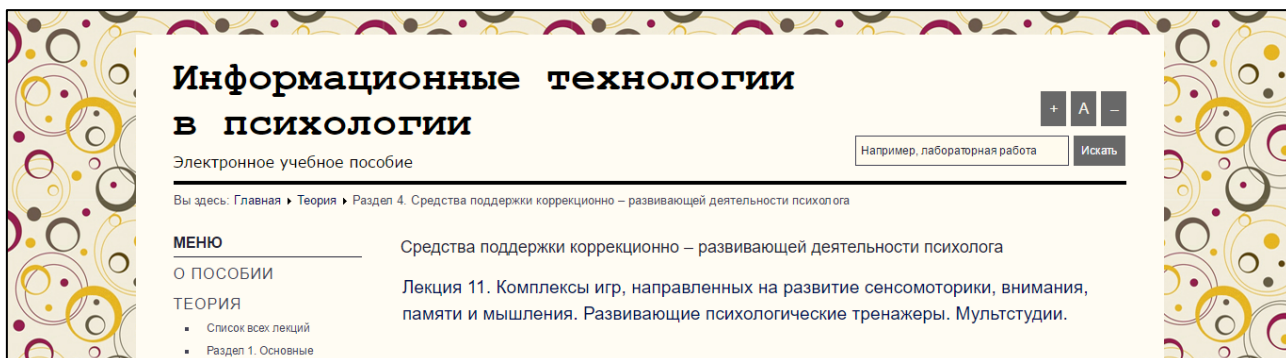 Информационные технологии
в психологии
+ А –
Например, лабораторная работа Искать
Электронное учебное пособие
Вы здесь: Главная Теория Раздел 4. Средства поддержки коррекционно – развивающей деятельности психолога
МЕНЮ
О ПОСОБИИ
ТЕОРИЯ
Список всех лекций
Раздел 1. Основные
Средства поддержки коррекционно – развивающей деятельности психолога
Лекция 11. Комплексы игр, направленных на развитие сенсомоторики, внимания,
памяти и мышления. Развивающие психологические тренажеры. Мультстудии.